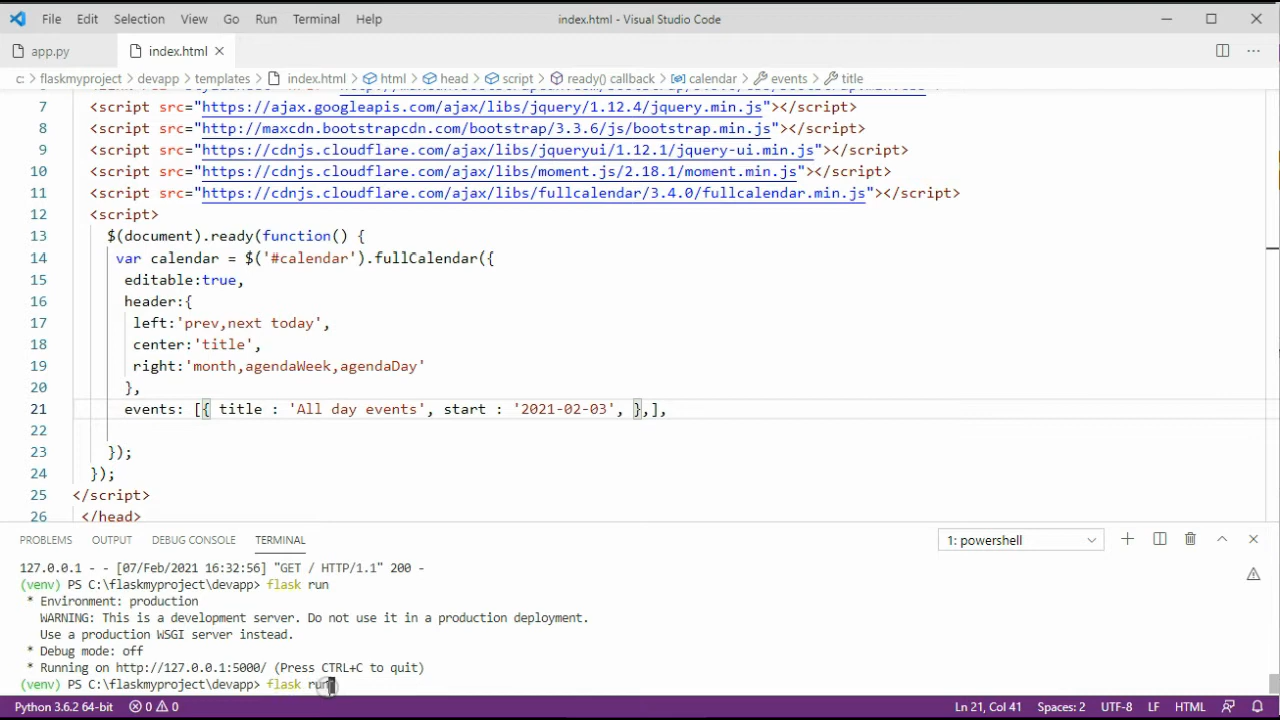 File Edit Selection View Go Run Terminal Help index.html - Visual Studio Code
app.py index.html
c: > flaskmyproject > devapp > templates > index.html > html > head > script > ready() callback > calendar > events > title
7 <script src="https://ajax.googleapis.com/ajax/libs/jquery/1.12.4/jquery.min.js"></script>
8 <script src="http://maxcdn.bootstrapcdn.com/bootstrap/3.3.6/js/bootstrap.min.js"></script>
9 <script src="https://cdnjs.cloudflare.com/ajax/libs/jqueryui/1.12.1/jquery-ui.min.js"></script>
10 <script src="https://cdnjs.cloudflare.com/ajax/libs/moment.js/2.18.1/moment.min.js"></script>
11 <script src="https://cdnjs.cloudflare.com/ajax/libs/fullcalendar/3.4.0/fullcalendar.min.js"></script>
12 <script>
13 $(document).ready(function() {
14 var calendar = $('#calendar').fullCalendar({
15 editable:true,
16 header:{
17 left:'prev,next today',
18 center:'title',
19 right:'month,agendaWeek,agendaDay'
20 },
21 events: [{ title : 'All day events', start : '2021-02-03', },],
22
23 });
24 });
25 </script>
26 </head>
PROBLEMS OUTPUT DEBUG CONSOLE TERMINAL 1: powershell
127.0.0.1 - - [07/Feb/2021 16:32:56] "GET / HTTP/1.1" 200 -
(venv) PS C:\flaskmyproject\devapp> flask run
* Environment: production
WARNING: This is a development server. Do not use it in a production deployment.
Use a production WSGI server instead.
* Debug mode: off
* Running on http://127.0.0.1:5000/ (Press CTRL+C to quit)
(venv) PS C:\flaskmyproject\devapp> flask run
Python 3.6.2 64-bit 0 0 Ln 21, Col 41 Spaces: 2 UTF-8 LF HTML